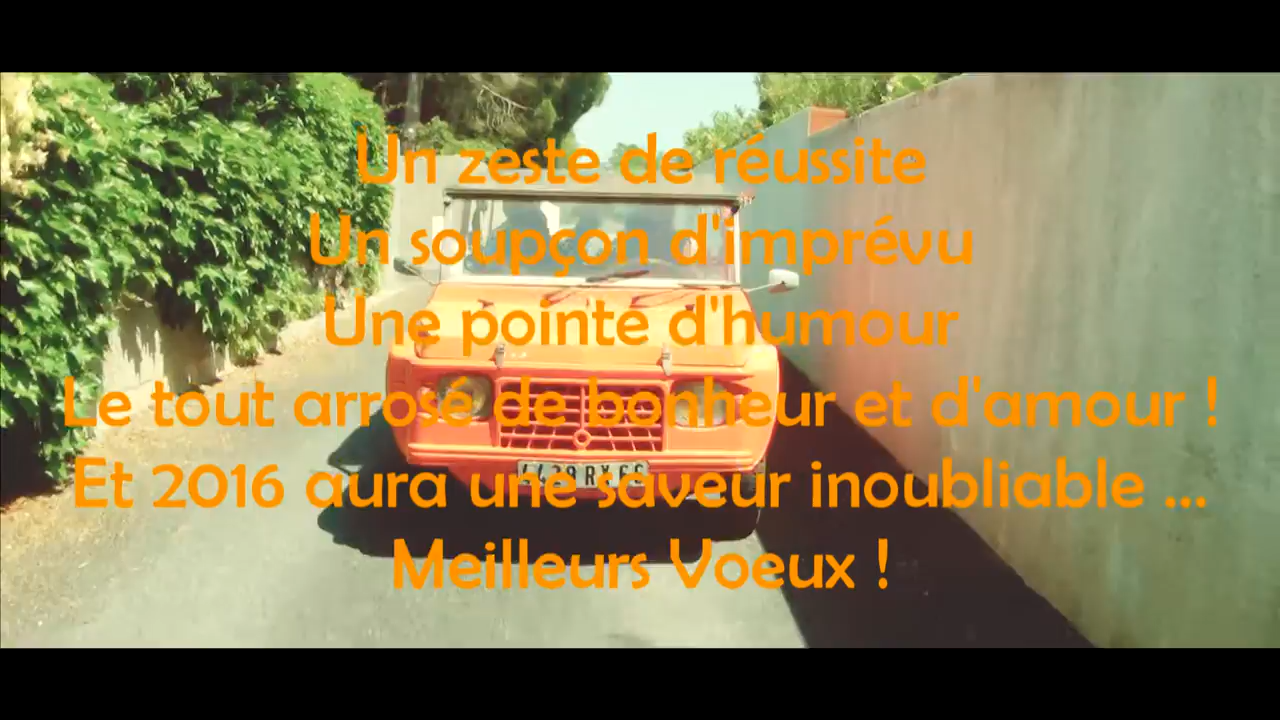 Un zeste de réussite
Un soupçon d'imprévu
Une pointe d'humour
Le tout arrosé de bonheur et d'amour !
Et 2016 aura une saveur inoubliable ...
Meilleurs Voeux !